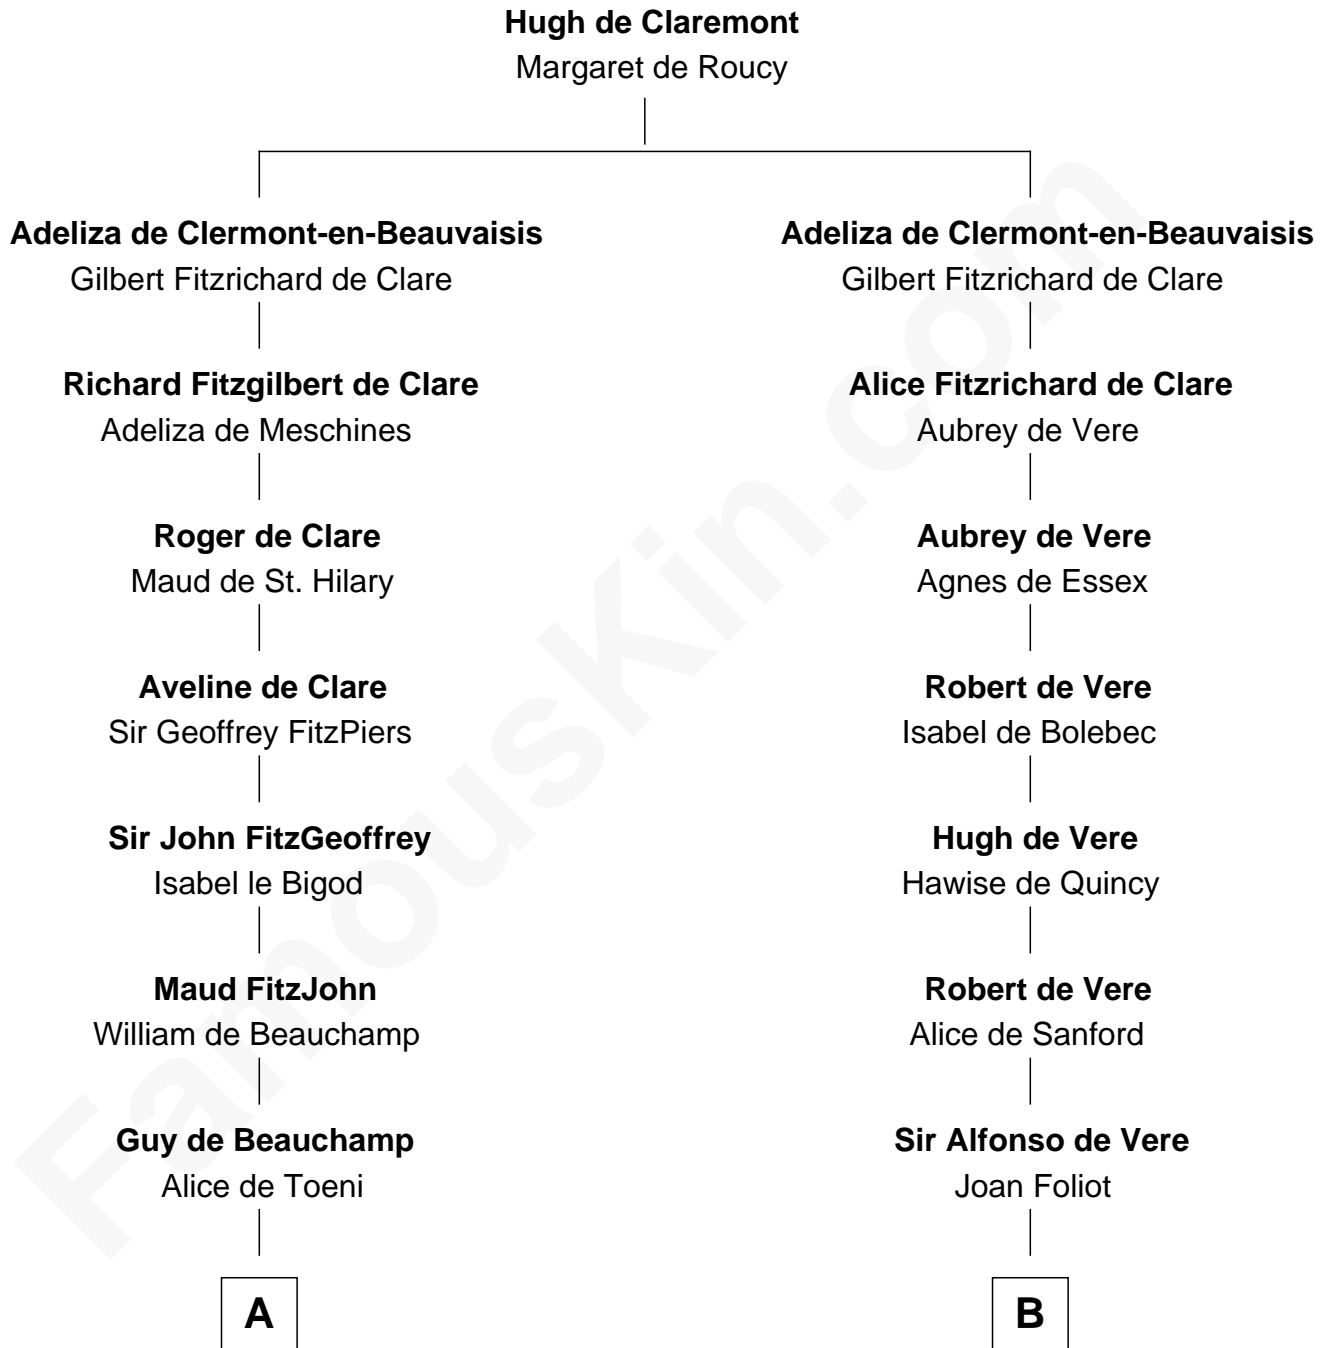 Hugh de Claremont
Margaret de Roucy
Adeliza de Clermont-en-Beauvaisis
Gilbert Fitzrichard de Clare
Richard Fitzgilbert de Clare
Adeliza de Meschines
Roger de Clare
Maud de St. Hilary
Aveline de Clare
Sir Geoffrey FitzPiers
Sir John FitzGeoffrey
Isabel le Bigod
Maud FitzJohn
William de Beauchamp
Guy de Beauchamp
Alice de Toeni
A
Adeliza de Clermont-en-Beauvaisis
Gilbert Fitzrichard de Clare
Alice Fitzrichard de Clare
Aubrey de Vere
Aubrey de Vere
Agnes de Essex
Robert de Vere
Isabel de Bolebec
Hugh de Vere
Hawise de Quincy
Robert de Vere
Alice de Sanford
Sir Alfonso de Vere
Joan Foliot
B
FamousKin.com